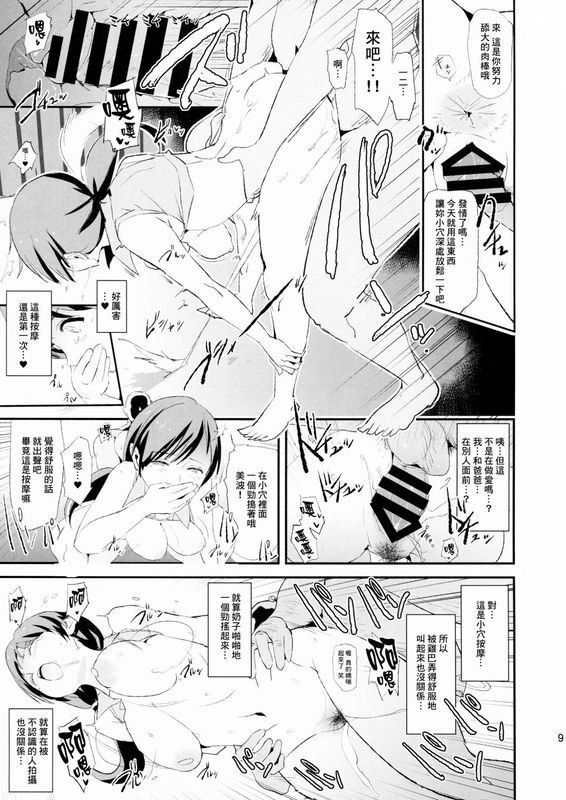 來 這是你努力
舔大的肉棒哦
發情了嗎…
今天就用這東西
讓妳小穴深處放鬆一下吧
二…
來吧…!!
啊…
好厲害
…♥
這種按摩
還是第一次…♥
咦…但這
不是在做愛嗎…?
我…和爸爸…
在別人面前…?
在小穴裡面
一個勁搗著哦
美波!
嗯…
嗯嗯…♥
覺得舒服的話
就出聲吧
畢竟這是按摩嘛
對…
這是小穴按摩…
所以
被雞巴弄得舒服地
叫起來也沒關係…
就算奶子啪啪地
一個勁搖起來…
就算在被
不認識的人拍攝
也沒關係…
9